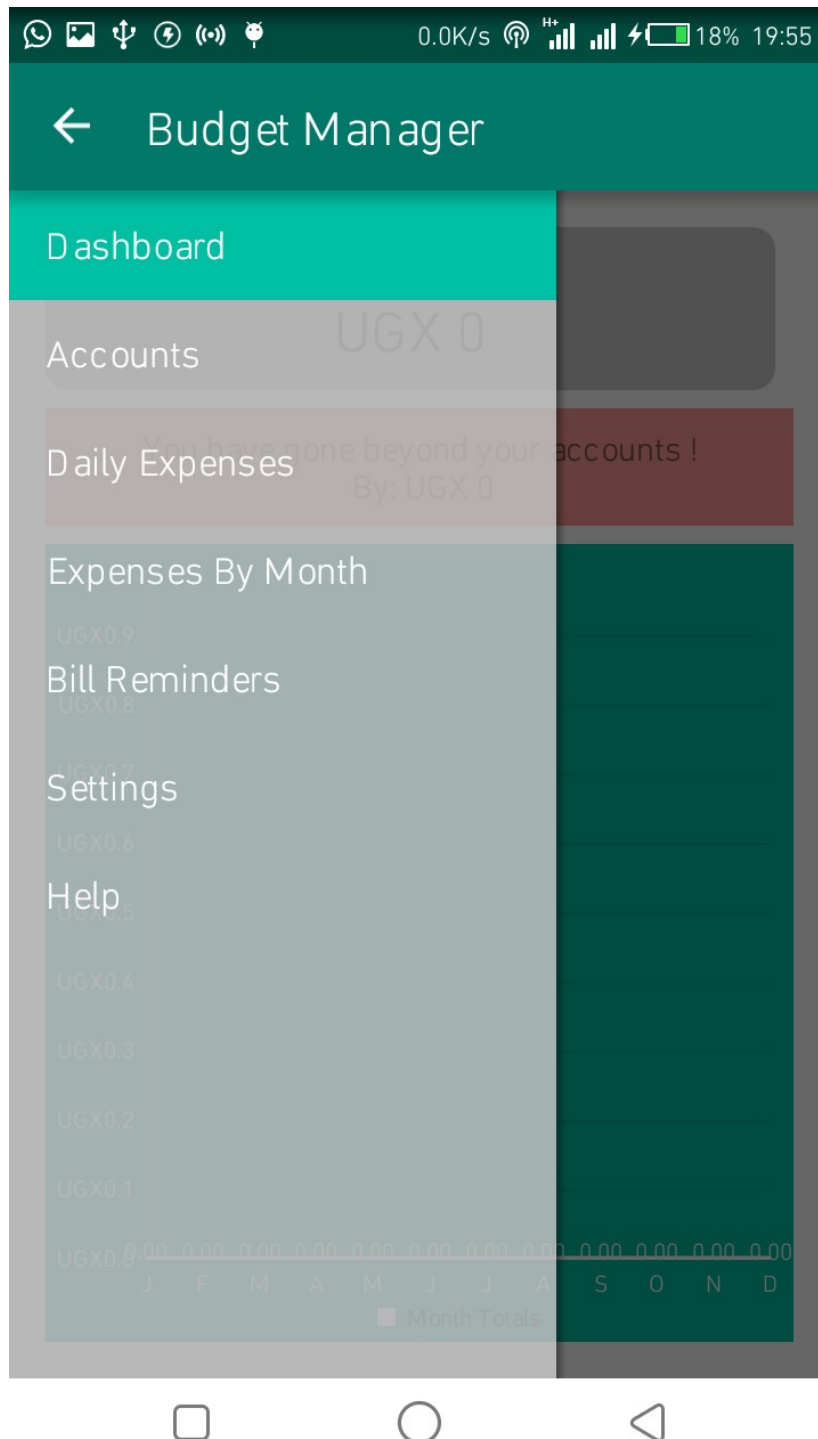 0.0K/s H+ 18% 19:55
Budget Manager
Dashboard
UGX 0
Accounts
You have gone beyond your accounts !
By: UGX 0
Daily Expenses
Expenses By Month
UGX0.9
Bill Reminders
UGX0.8
UGX0.7
Settings
UGX0.6
Help
UGX0.5
UGX0.4
UGX0.3
UGX0.2
UGX0.1
UGX0.0
0.00 0.00 0.00 0.00 0.00 0.00 0.00 0.00 0.00 0.00 0.00 0.00
J F M A M J J A S O N D
Month Totals